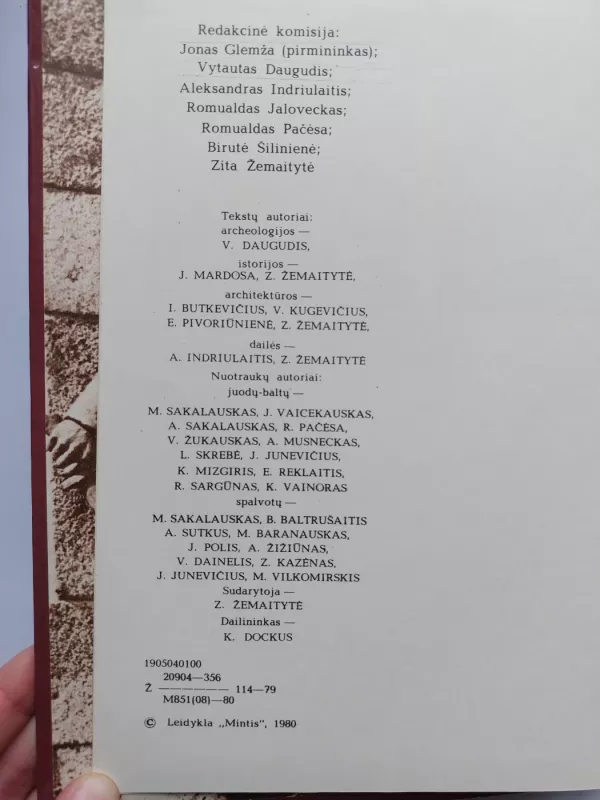 Redakcinė komisija:
Jonas Glemža (pirmininkas);
Vytautas Daugudis;
Aleksandras Indriulaitis;
Romualdas Jaloveckas;
Romualdas Pačėsa;
Birutė Šilinienė;
Zita Žemaitytė
Tekstų autoriai:
archeologijos —
V. DAUGUDIS,
istorijos —
J. MARDOSA, Z. ŽEMAITYTĖ,
architektūros —
I. BUTKEVIČIUS, V. KUGEVIČIUS,
E. PIVORIŪNIENĖ, Z. ŽEMAITYTĖ,
dailės —
A. INDRIULAITIS, Z. ŽEMAITYTĖ
Nuotraukų autoriai:
juodų-baltų —
M. SAKALAUSKAS, J. VAICEKAUSKAS,
A. SAKALAUSKAS, R. PAČĖSA,
V. ŽUKAUSKAS, A. MUSNECKAS,
L. SKREBĖ, J. JUNEVIČIUS,
K. MIZGIRIS, E. REKLAITIS,
R. SARGŪNAS, K. VAINORAS
spalvotų —
M. SAKALAUSKAS, B. BALTRUŠAITIS
A. SUTKUS, M. BARANAUSKAS,
J. POLIS, A. ŽIŽIŪNAS,
V. DAINELIS, Z. KAZĖNAS,
J. JUNEVIČIUS, M. VILKOMIRSKIS
Sudarytoja —
Z. ŽEMAITYTĖ
Dailininkas —
K. DOCKUS
1905040100
20904—356
Ž ——————— 114—79
M851(08)—80
© Leidykla „Mintis", 1980